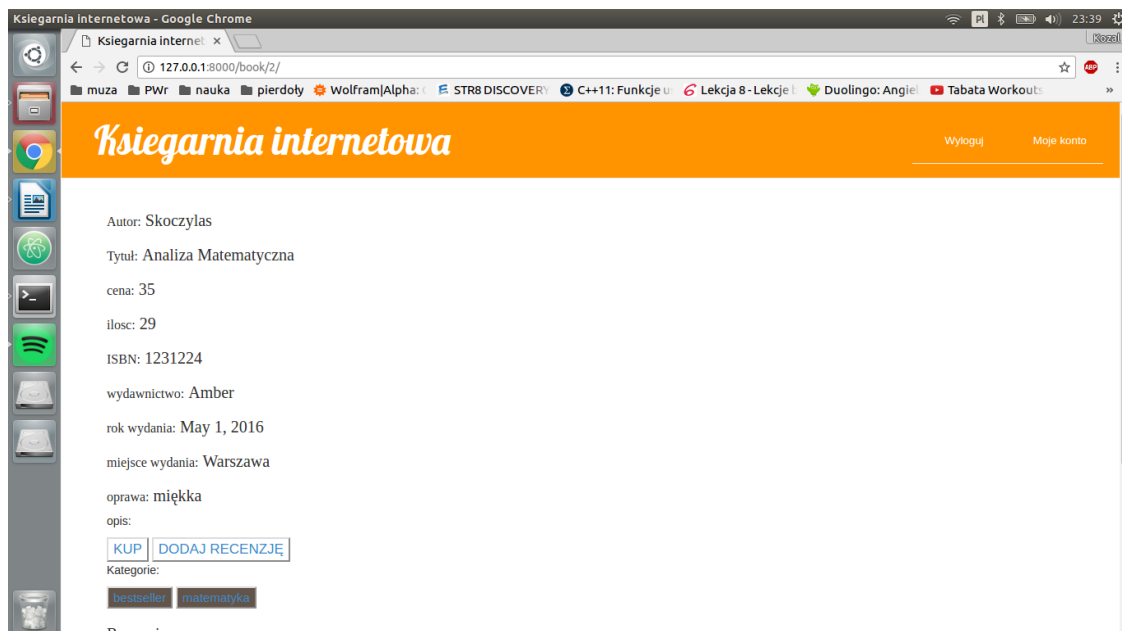 Ksiegarnia internetowa - Google Chrome
Pl
23:39
Ksiegarnia internet
Kozal
127.0.0.1:8000/book/2/
ABP
muza PWr nauka pierdoły Wolfram|Alpha: STR8 DISCOVERY C++11: Funkcje u Lekcja 8 - Lekcje Duolingo: Angiel Tabata Workouts »
Ksiegarnia internetowa
Wyloguj Moje konto
Autor: Skoczylas
Tytuł: Analiza Matematyczna
cena: 35
ilosc: 29
ISBN: 1231224
wydawnictwo: Amber
rok wydania: May 1, 2016
miejsce wydania: Warszawa
oprawa: miękka
opis:
KUP DODAJ RECENZJĘ
Kategorie:
bestseller matematyka